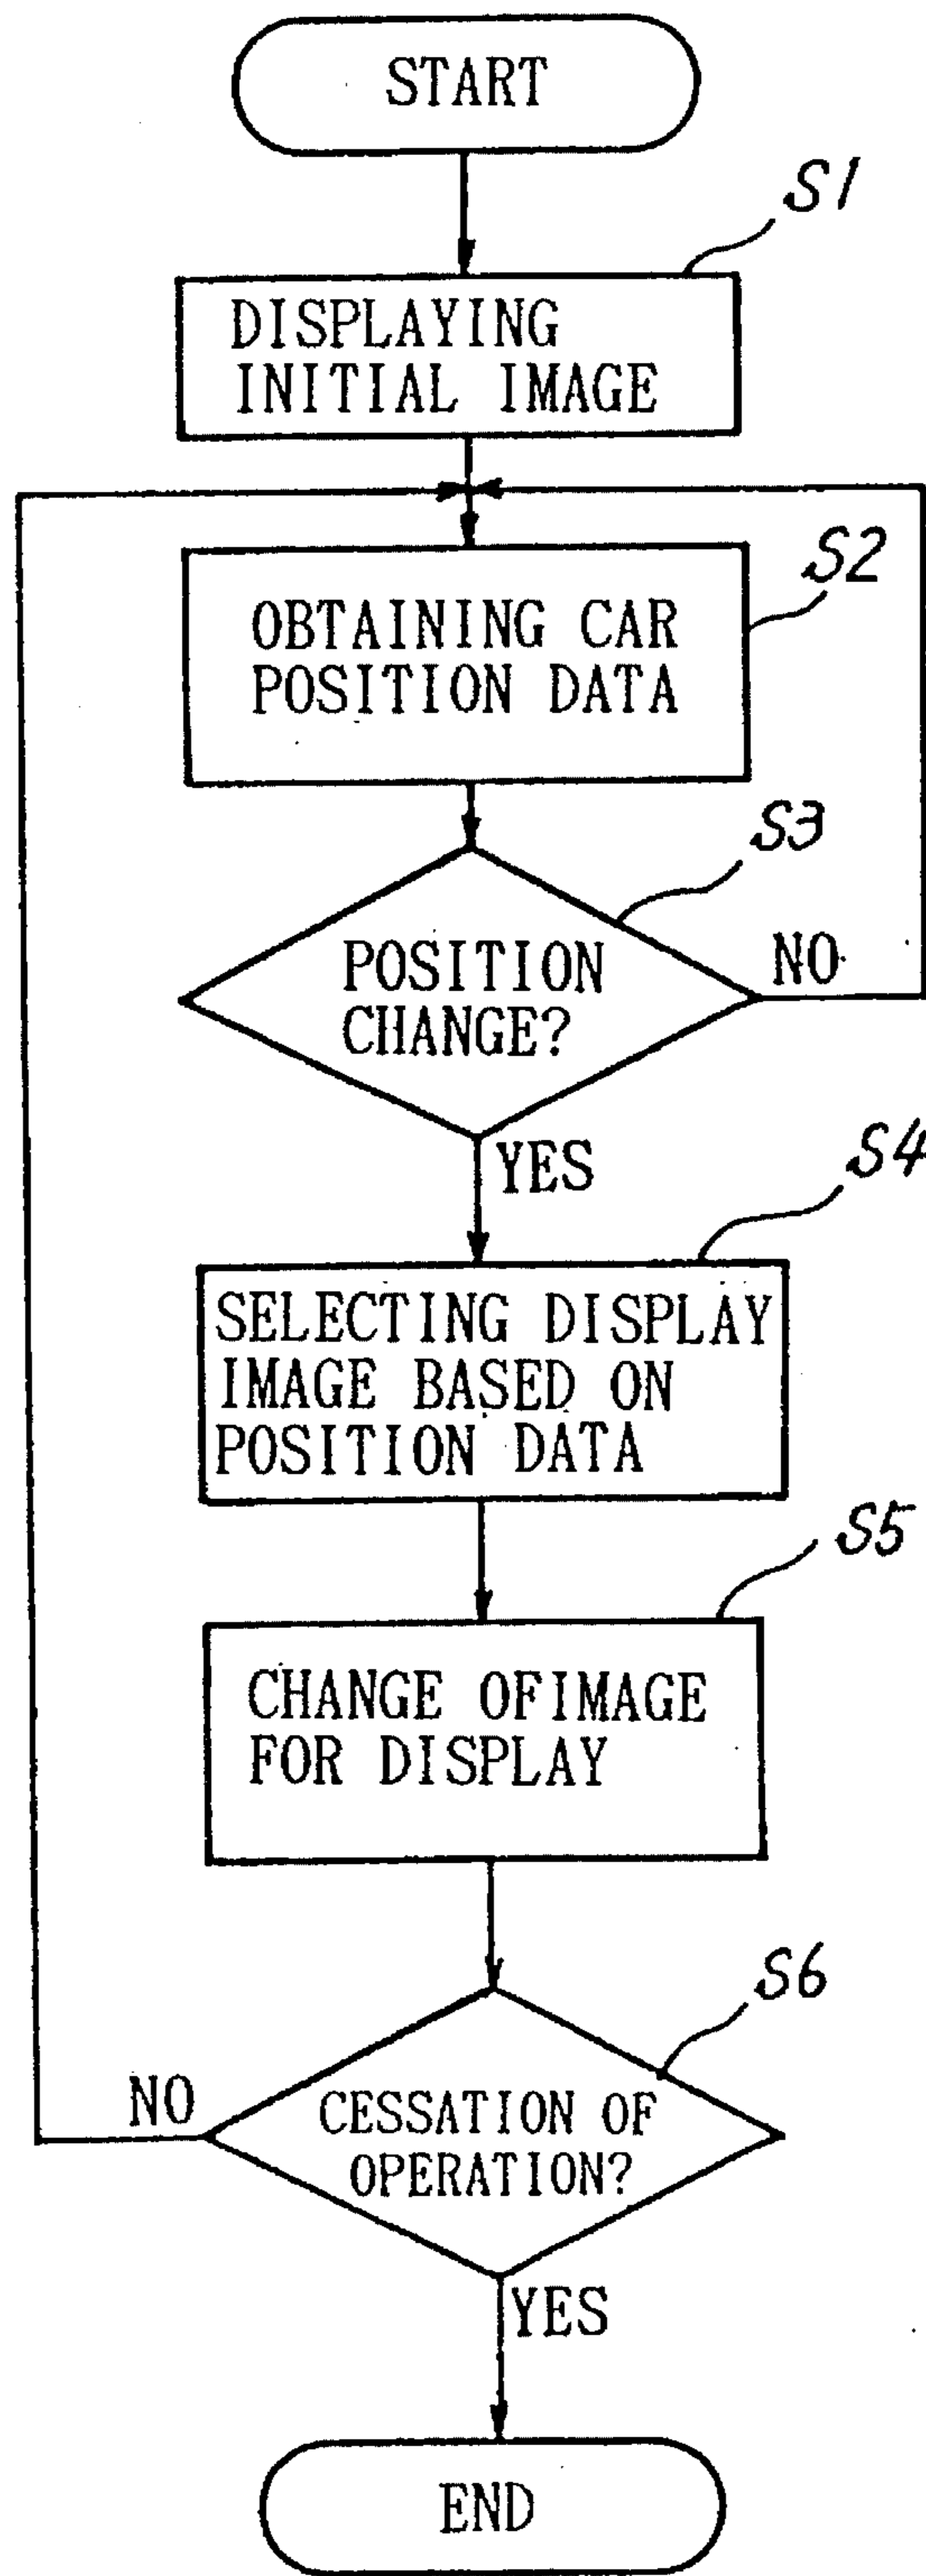 START
S1
DISPLAYING
INITIAL IMAGE
S2
OBTAINING CAR
POSITION DATA
S3
POSITION
CHANGE?
NO
YES
S4
SELECTING DISPLAY
IMAGE BASED ON
POSITION DATA
S5
CHANGE OFIMAGE
FOR DISPLAY
S6
NO
CESSATION OF
OPERATION?
YES
END